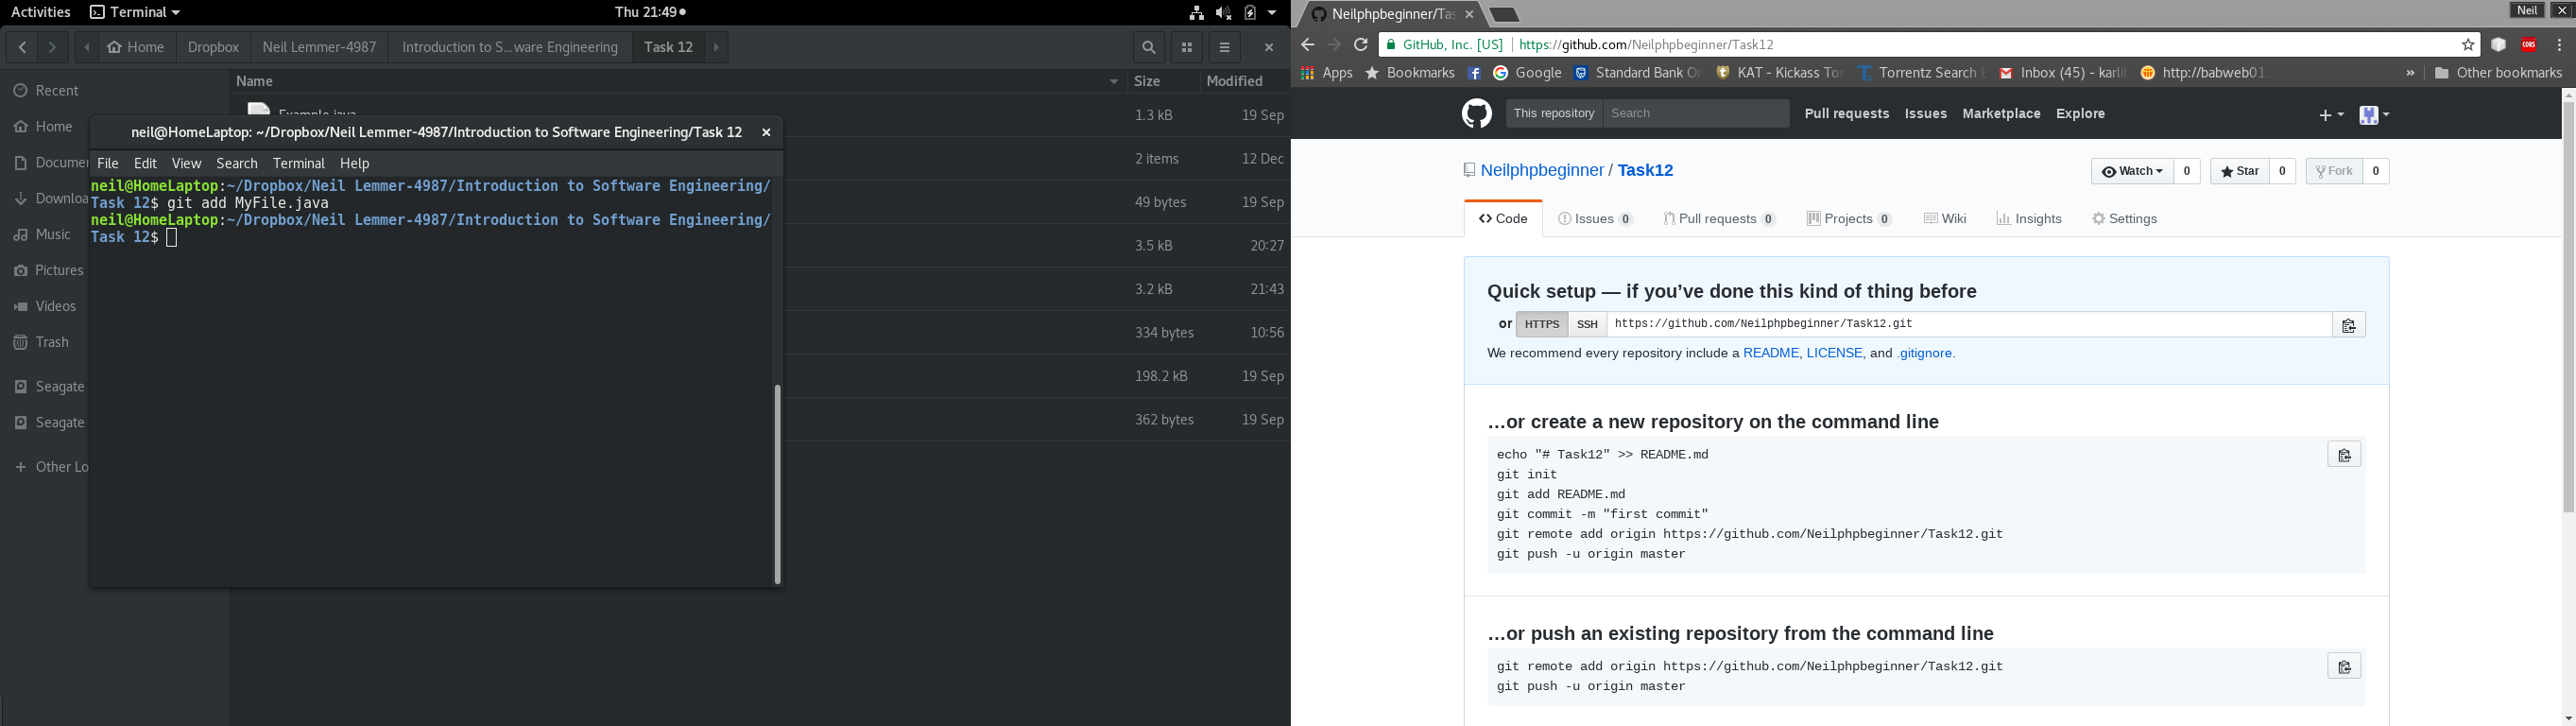 Activities Terminal Thu 21:49
Home Dropbox Neil Lemmer-4987 Introduction to S...ware Engineering Task 12
Name Size Modified
Recent
Home
Documen
Downloa
Music
Pictures
Videos
Trash
Seagate
Seagate
Other Lo
Example.java 1.3 kB 19 Sep
2 items 12 Dec
49 bytes 19 Sep
3.5 kB 20:27
3.2 kB 21:43
334 bytes 10:56
198.2 kB 19 Sep
362 bytes 19 Sep
neil@HomeLaptop: ~/Dropbox/Neil Lemmer-4987/Introduction to Software Engineering/Task 12
File Edit View Search Terminal Help
neil@HomeLaptop:~/Dropbox/Neil Lemmer-4987/Introduction to Software Engineering/
Task 12$ git add MyFile.java
neil@HomeLaptop:~/Dropbox/Neil Lemmer-4987/Introduction to Software Engineering/
Task 12$
Neilphpbeginner/Tas Neil
GitHub, Inc. [US] https://github.com/Neilphpbeginner/Task12 CORS
Apps Bookmarks Google Standard Bank On KAT - Kickass Tor Torrentz Search E Inbox (45) - karli http://babweb01. » Other bookmarks
This repository Search Pull requests Issues Marketplace Explore
Neilphpbeginner / Task12 Watch 0 Star 0 Fork 0
Code Issues 0 Pull requests 0 Projects 0 Wiki Insights Settings
Quick setup — if you’ve done this kind of thing before
or HTTPS SSH https://github.com/Neilphpbeginner/Task12.git
We recommend every repository include a README, LICENSE, and .gitignore.
…or create a new repository on the command line
echo "# Task12" >> README.md
git init
git add README.md
git commit -m "first commit"
git remote add origin https://github.com/Neilphpbeginner/Task12.git
git push -u origin master
…or push an existing repository from the command line
git remote add origin https://github.com/Neilphpbeginner/Task12.git
git push -u origin master